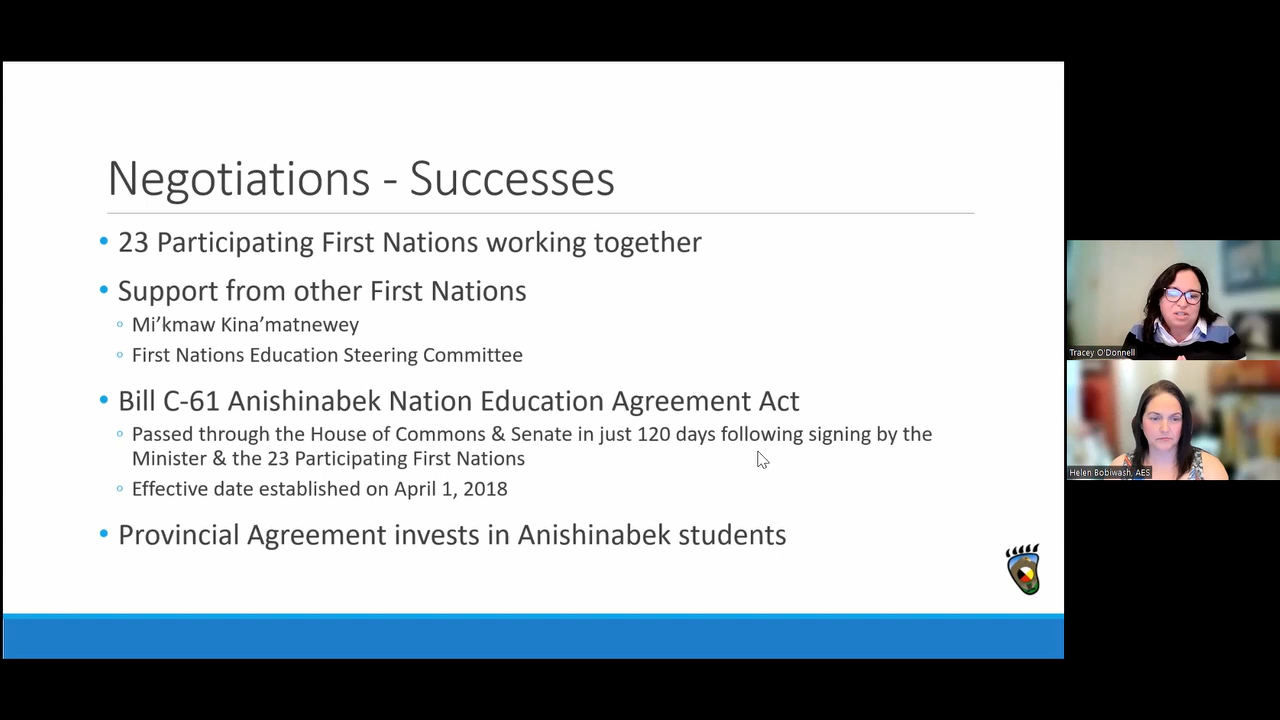 Negotiations - Successes
• 23 Participating First Nations working together
• Support from other First Nations
◦ Mi’kmaw Kina’matnewey
◦ First Nations Education Steering Committee
• Bill C-61 Anishinabek Nation Education Agreement Act
◦ Passed through the House of Commons & Senate in just 120 days following signing by the
Minister & the 23 Participating First Nations
◦ Effective date established on April 1, 2018
• Provincial Agreement invests in Anishinabek students
Tracey O'Donnell
Helen Bobiwash, AES